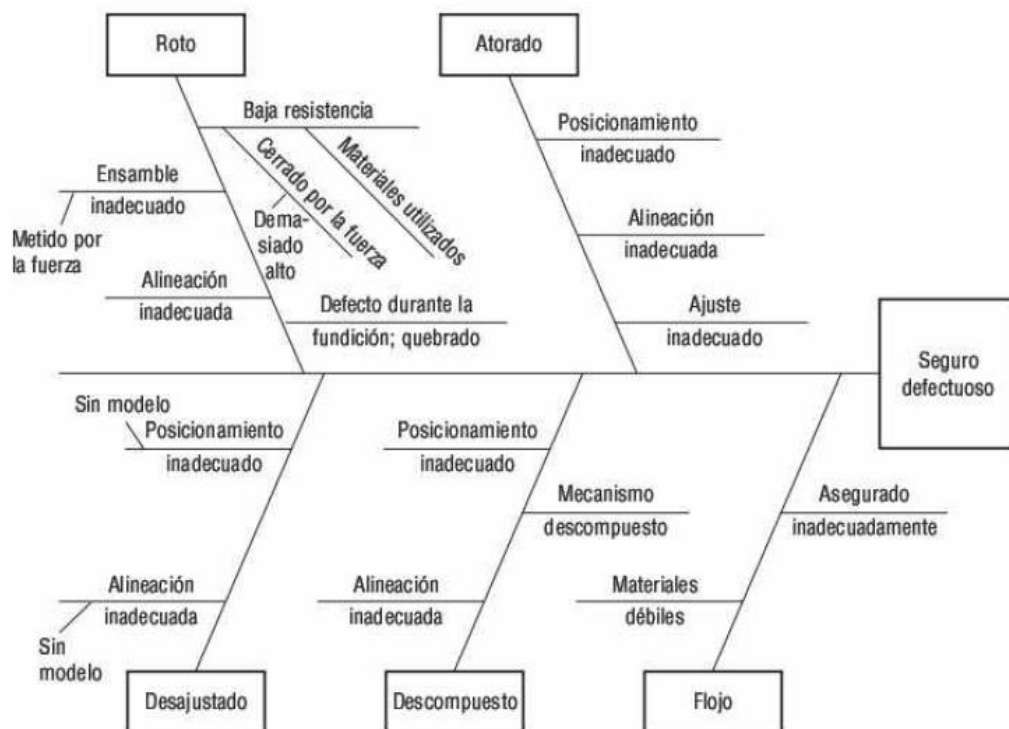 Roto
Atorado
Baja resistencia
Cerrado por la fuerza
Materiales utilizados
Dema-
siado
alto
Ensamble
inadecuado
Metido por
la fuerza
Alineación
inadecuada
Defecto durante la
fundición; quebrado
Posicionamiento
inadecuado
Alineación
inadecuada
Ajuste
inadecuado
Seguro
defectuoso
Sin modelo
Posicionamiento
inadecuado
Alineación
inadecuada
Sin
modelo
Desajustado
Posicionamiento
inadecuado
Mecanismo
descompuesto
Alineación
inadecuada
Descompuesto
Asegurado
inadecuadamente
Materiales
débiles
Flojo